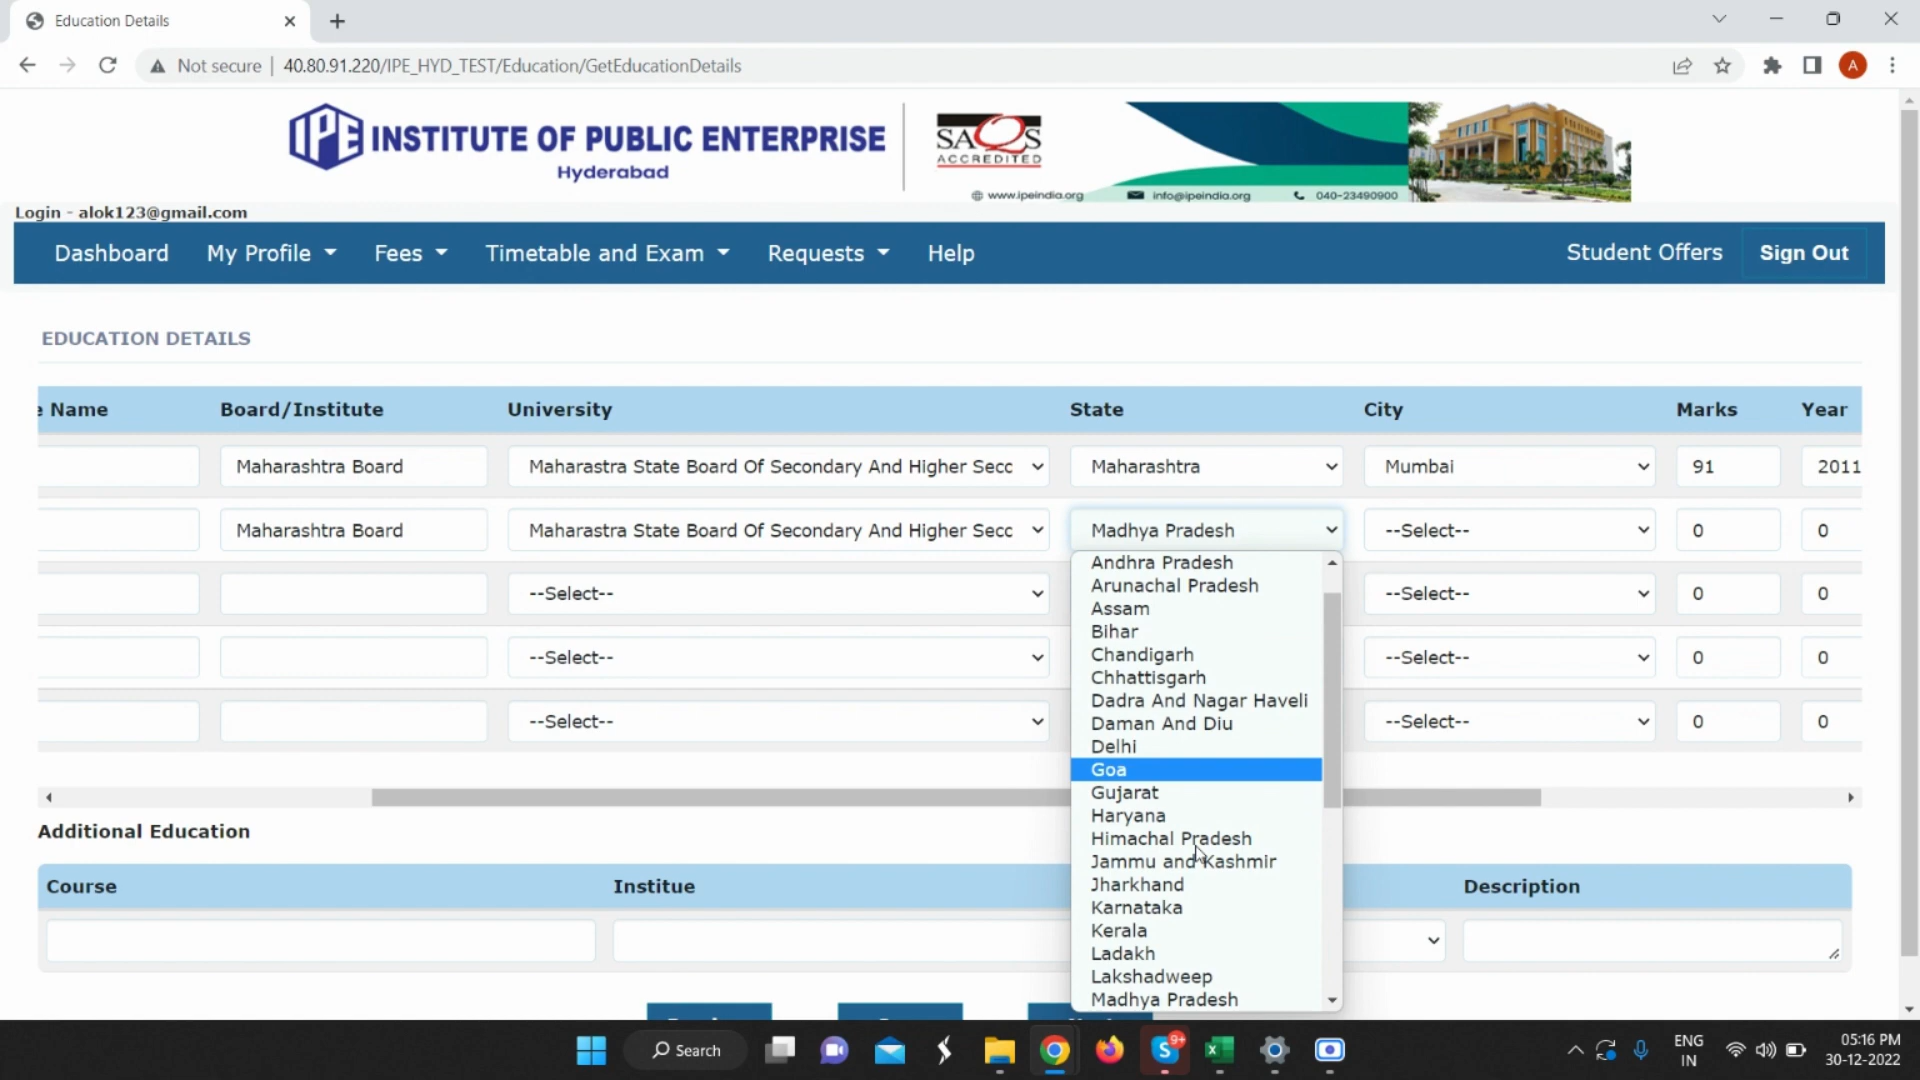 Education Details
Not secure | 40.80.91.220/IPE_HYD_TEST/Education/GetEducationDetails
A
IPE INSTITUTE OF PUBLIC ENTERPRISE
Hyderabad
SAQS
ACCREDITED
www.ipeindia.org info@ipeindia.org 040-23490900
Login - alok123@gmail.com
Dashboard My Profile Fees Timetable and Exam Requests Help Student Offers Sign Out
EDUCATION DETAILS
e Name Board/Institute University State City Marks Year
Maharashtra Board Maharastra State Board Of Secondary And Higher Secc Maharashtra Mumbai 91 2011
Maharashtra Board Maharastra State Board Of Secondary And Higher Secc Madhya Pradesh --Select-- 0 0
--Select-- --Select-- 0 0
--Select-- --Select-- 0 0
--Select-- --Select-- 0 0
Andhra Pradesh
Arunachal Pradesh
Assam
Bihar
Chandigarh
Chhattisgarh
Dadra And Nagar Haveli
Daman And Diu
Delhi
Goa
Gujarat
Haryana
Himachal Pradesh
Jammu and Kashmir
Jharkhand
Karnataka
Kerala
Ladakh
Lakshadweep
Madhya Pradesh
Additional Education
Course Institue Description
Search
9+
ENG
IN
05:16 PM
30-12-2022